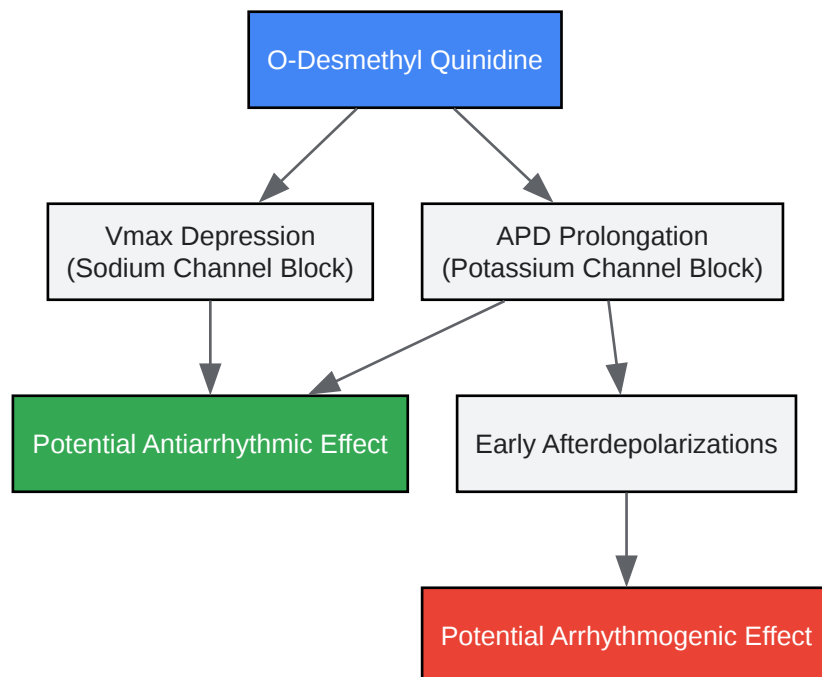 O-Desmethyl Quinidine
Vmax Depression
(Sodium Channel Block)
APD Prolongation
(Potassium Channel Block)
Potential Antiarrhythmic Effect
Early Afterdepolarizations
Potential Arrhythmogenic Effect